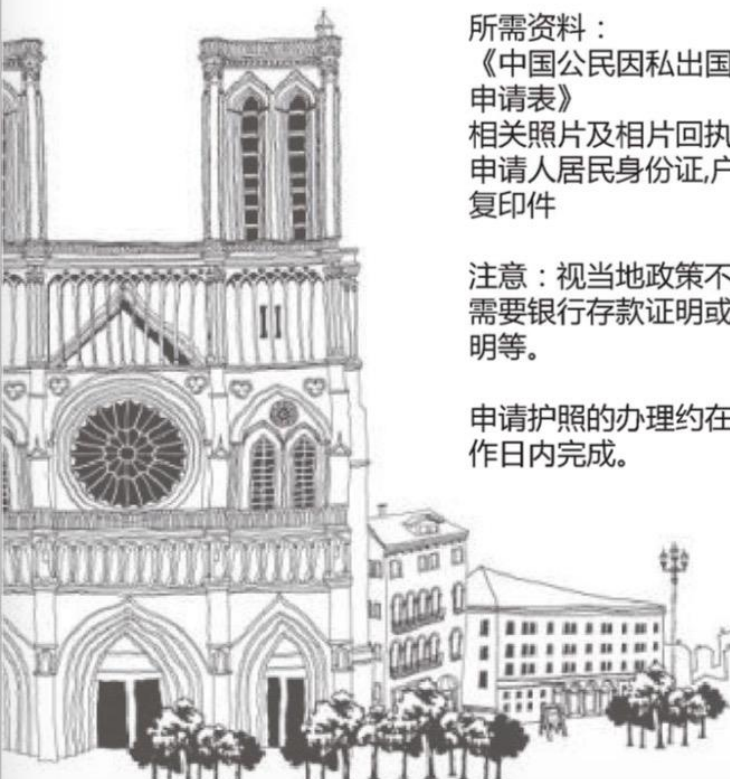 所需资料：
《中国公民因私出国
申请表》
相关照片及相片回执
申请人居民身份证,户
复印件
注意：视当地政策不
需要银行存款证明或
明等。
申请护照的办理约在
作日内完成。